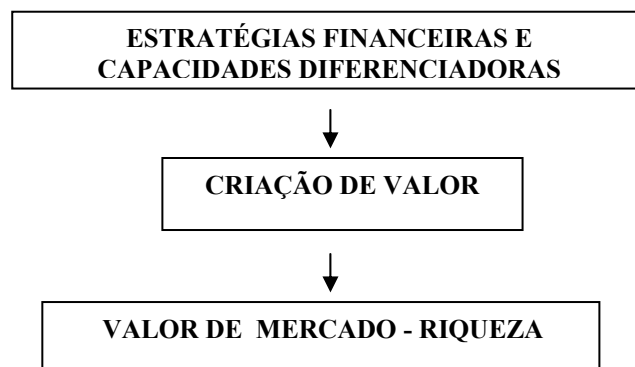 ESTRATÉGIAS FINANCEIRAS E
CAPACIDADES DIFERENCIADORAS
CRIAÇÃO DE VALOR
VALOR DE MERCADO - RIQUEZA